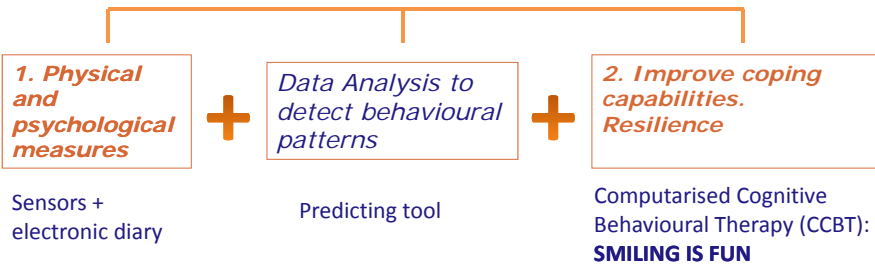 1. Physical
and
psychological
measures
Data Analysis to
detect behavioural
patterns
2. Improve coping
capabilities.
Resilience
Sensors +
electronic diary
Predicting tool
Computarised Cognitive
Behavioural Therapy (CCBT):
SMILING IS FUN